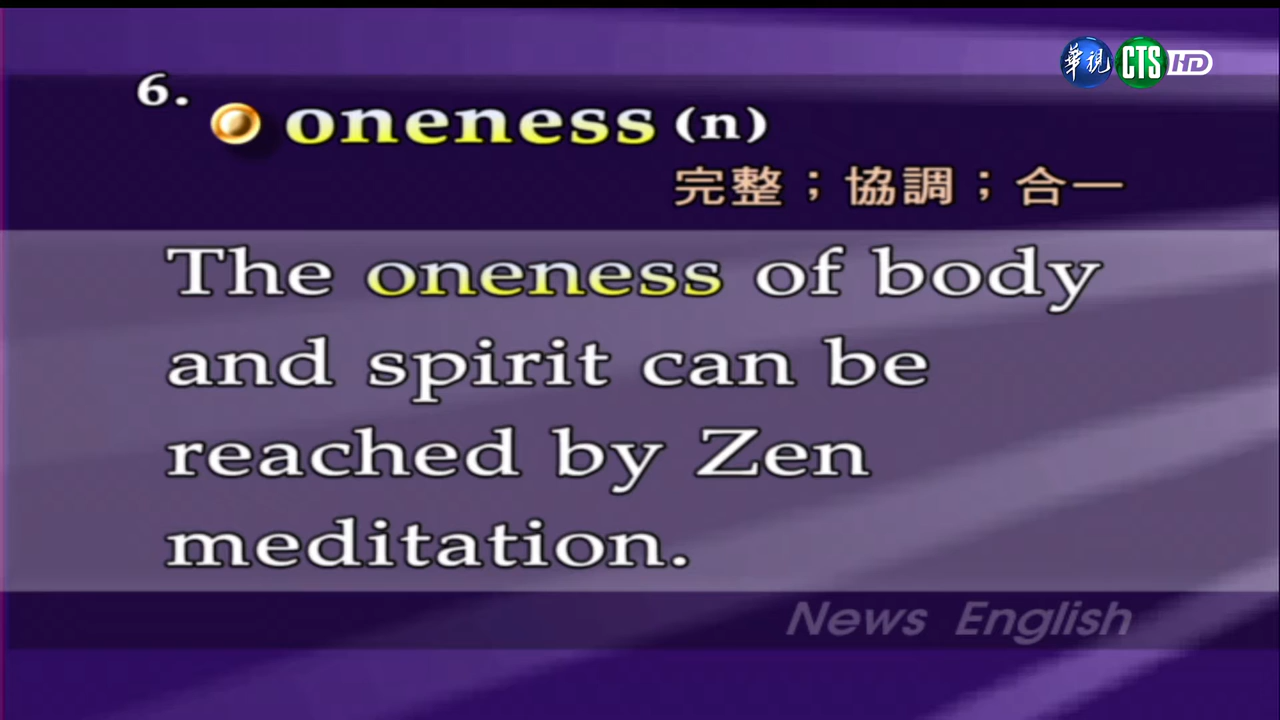 華視 CTS HD
6. oneness (n)
完整；協調；合一
The oneness of body
and spirit can be
reached by Zen
meditation.
News English